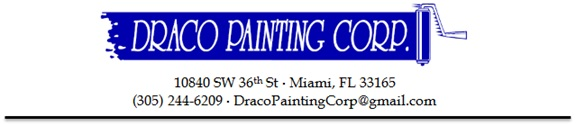 DRACO PAINTING CORP.
10840 SW 36th St · Miami, FL 33165
(305) 244-6209 · DracoPaintingCorp@gmail.com